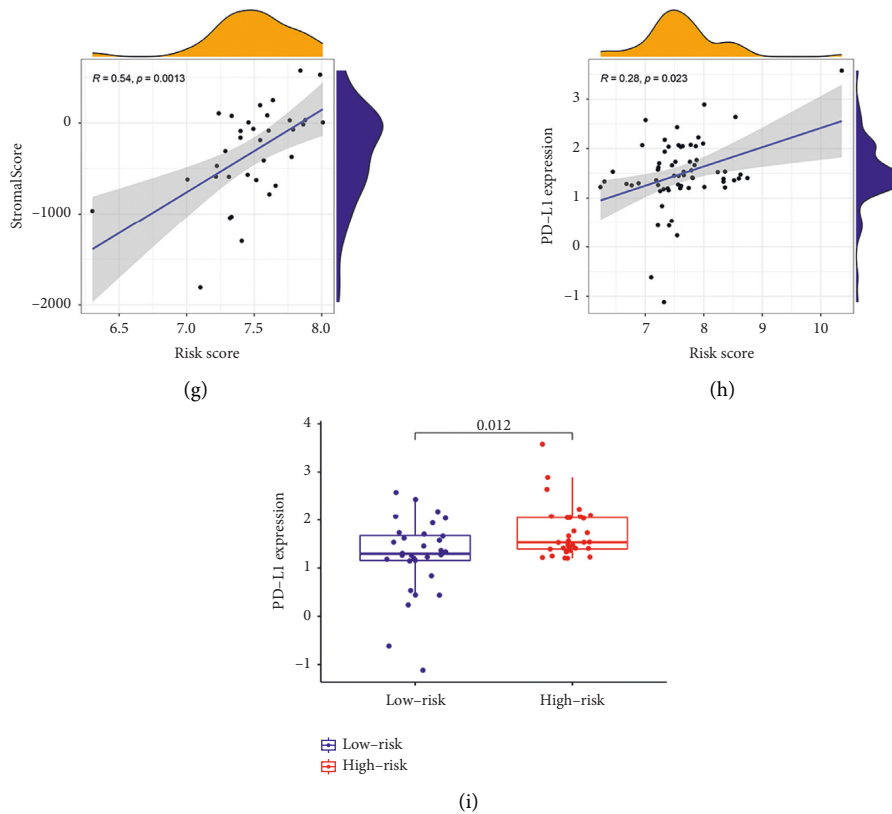 R = 0.54, p = 0.0013
StromalScore
0
−1000
−2000
6.5 7.0 7.5 8.0
Risk score
(g)
R = 0.28, p = 0.023
PD−L1 expression
3
2
1
0
−1
7 8 9 10
Risk score
(h)
0.012
PD−L1 expression
4
3
2
1
0
−1
Low−risk High−risk
Low−risk
High−risk
(i)